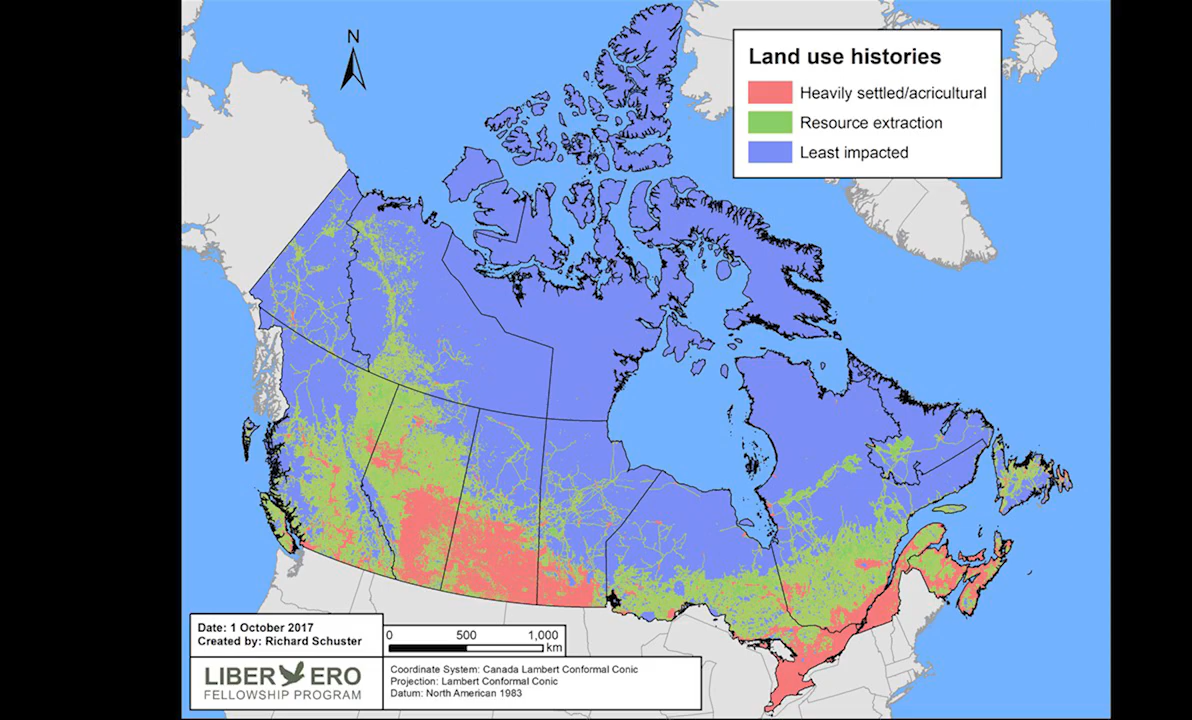 N
Land use histories
Heavily settled/acricultural
Resource extraction
Least impacted
Date: 1 October 2017
Created by: Richard Schuster
0 500 1,000
km
LIBER ERO
FELLOWSHIP PROGRAM
Coordinate System: Canada Lambert Conformal Conic
Projection: Lambert Conformal Conic
Datum: North American 1983